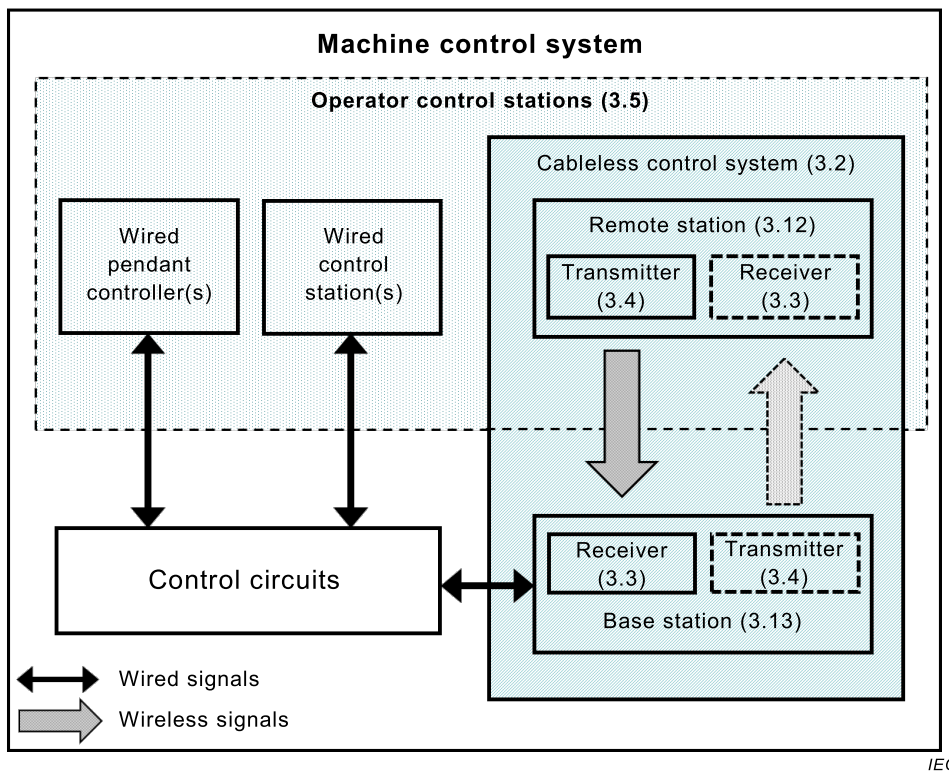 Machine control system
Operator control stations (3.5)
Cableless control system (3.2)
Remote station (3.12)
Transmitter
(3.4)
Receiver
(3.3)
Wired
pendant
controller(s)
Wired
control
station(s)
Control circuits
Receiver
(3.3)
Transmitter
(3.4)
Base station (3.13)
Wired signals
Wireless signals